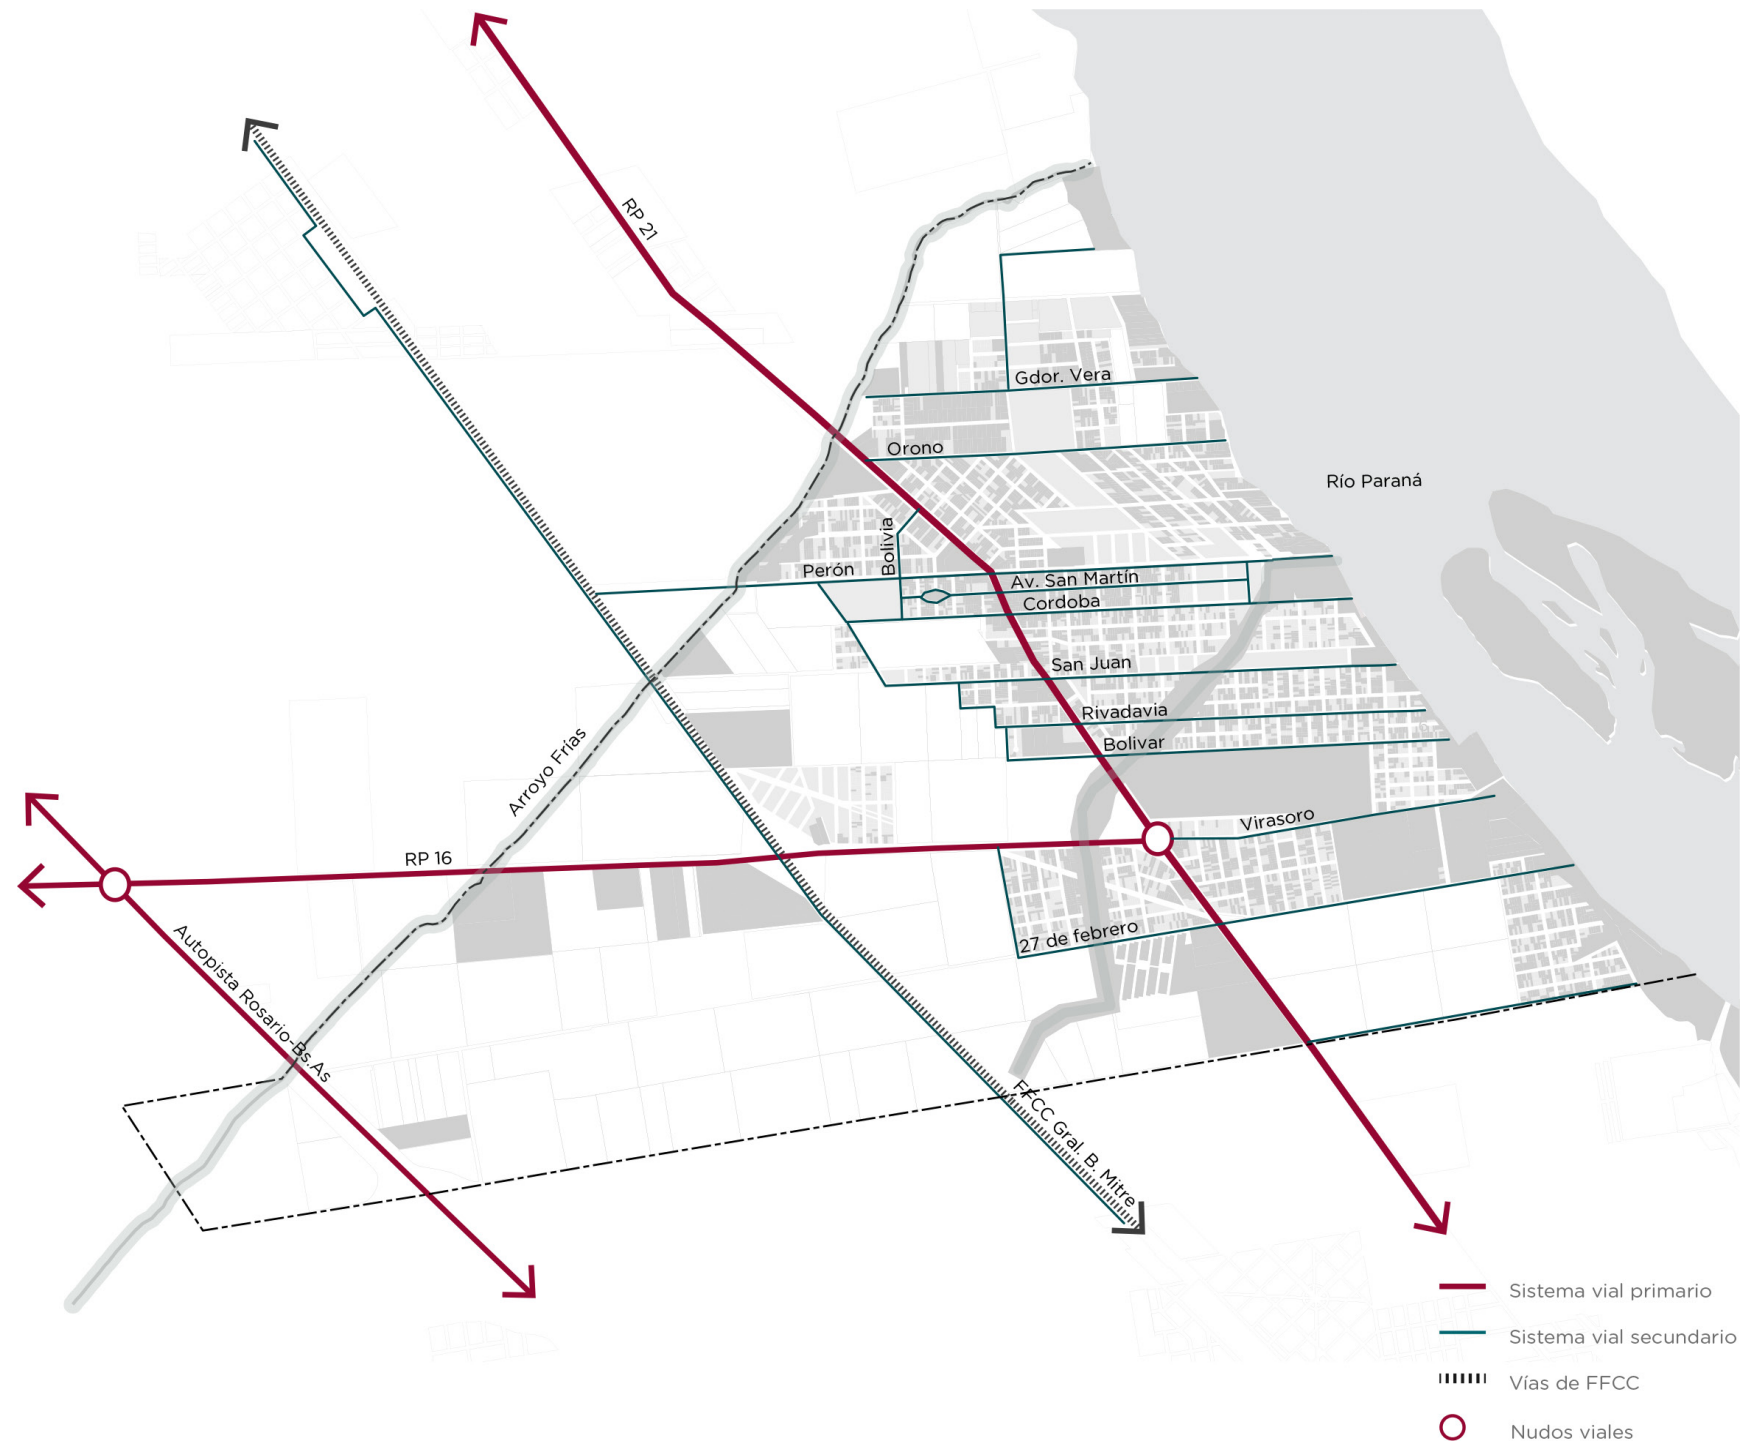 RP 21
Gdor. Vera
Orono
Río Paraná
Bolivia
Perón
Av. San Martín
Cordoba
San Juan
Rivadavia
Bolivar
Arroyo Frías
Virasoro
RP 16
27 de febrero
Autopista Rosario-Bs.As
FFCC Gral. B. Mitre
Sistema vial primario
Sistema vial secundario
Vías de FFCC
Nudos viales